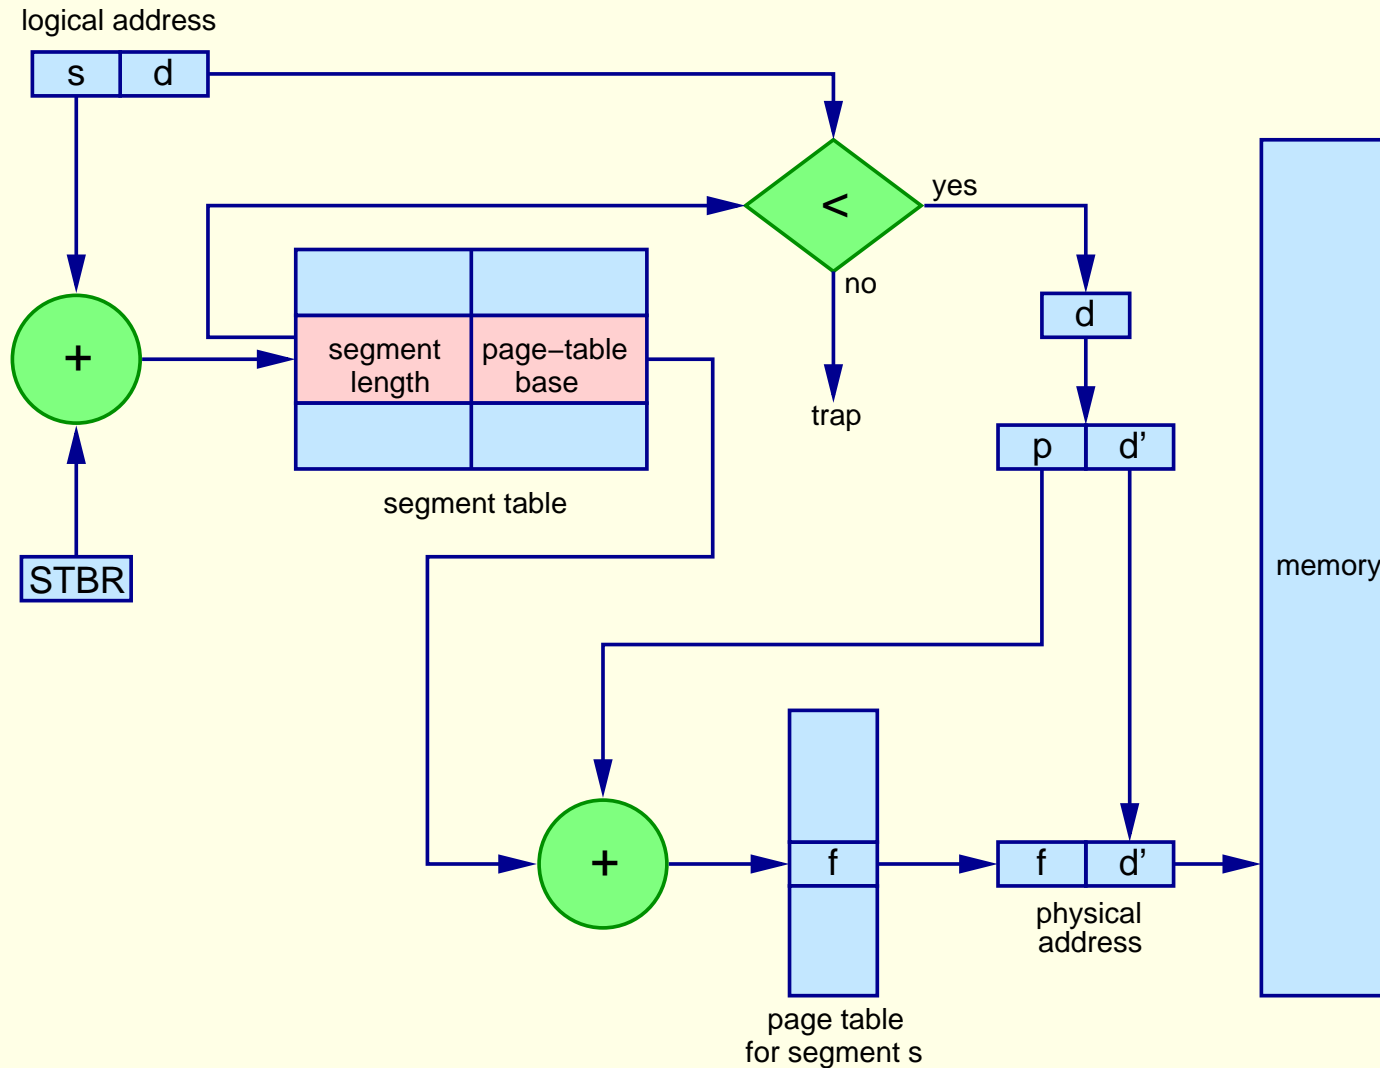 logical address
s d
<
yes
no
trap
d
+
segment length
page–table base
segment table
STBR
p d’
memory
+
f
f d’
physical
address
page table
for segment s